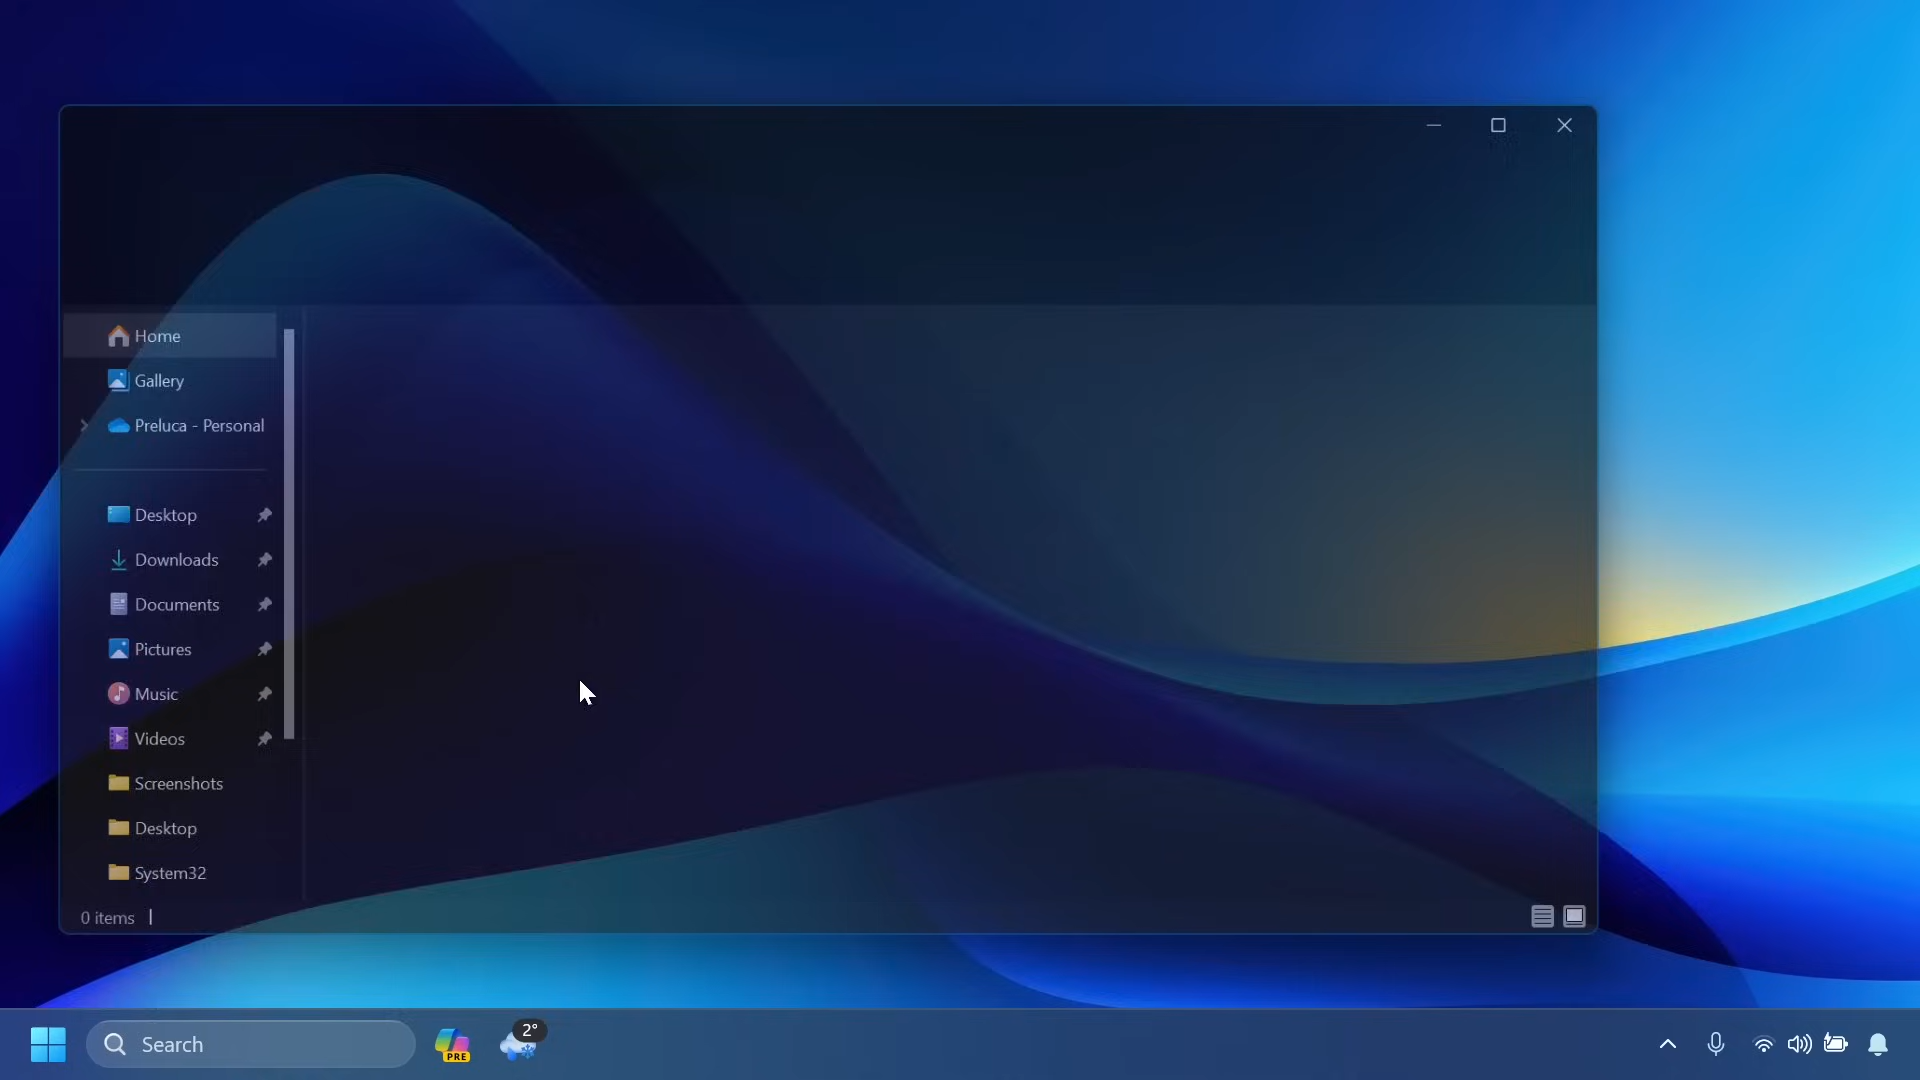 Home
Gallery
Preluca - Personal
Desktop
Downloads
Documents
Pictures
Music
Videos
Screenshots
Desktop
System32
0 items
Search
PRE
2°